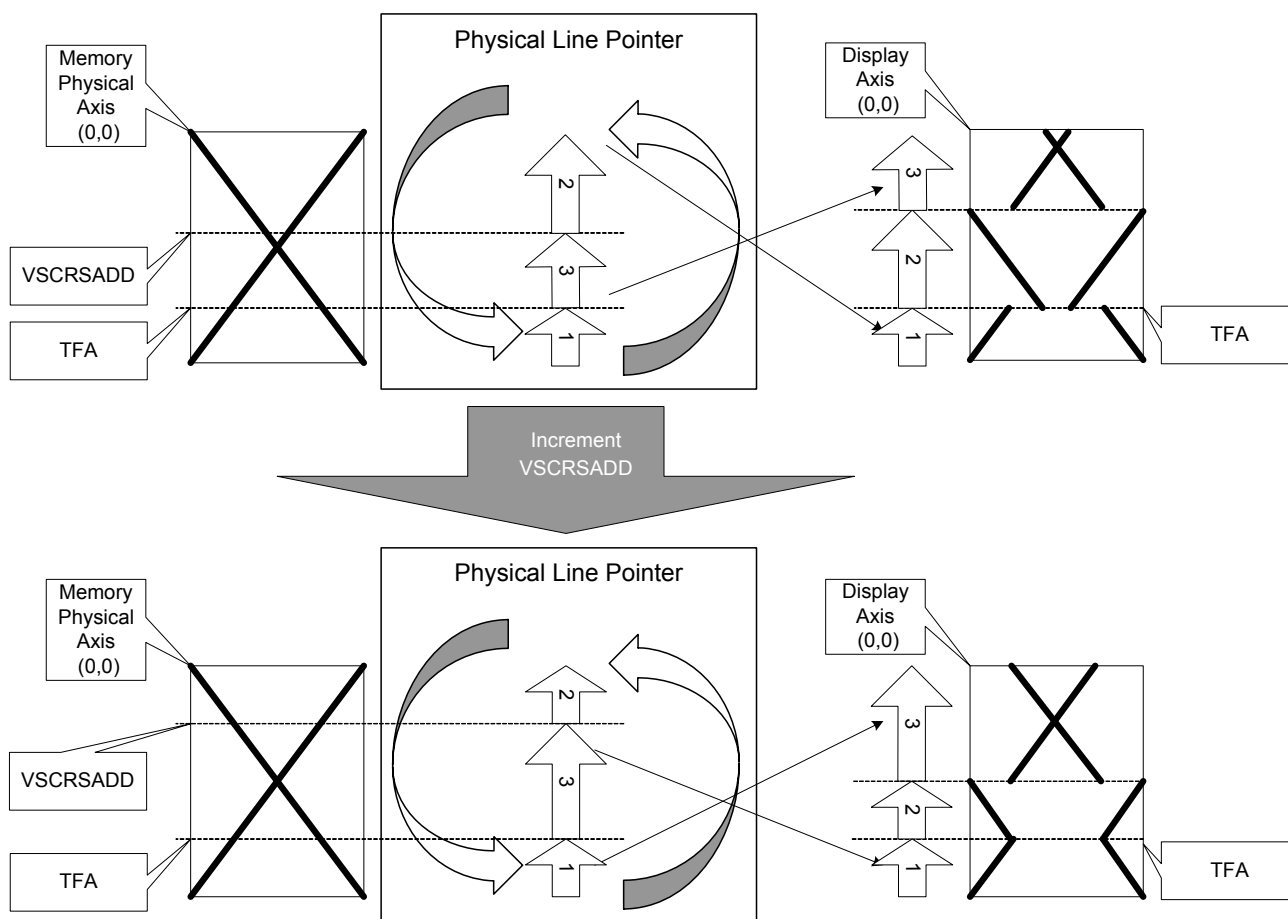 Physical Line Pointer
Memory
Physical
Axis
(0,0)
Display
Axis
(0,0)
2
3
1
3
2
1
VSCRSADD
TFA
TFA
Increment
VSCRSADD
Physical Line Pointer
Memory
Physical
Axis
(0,0)
Display
Axis
(0,0)
2
3
1
3
2
1
VSCRSADD
TFA
TFA